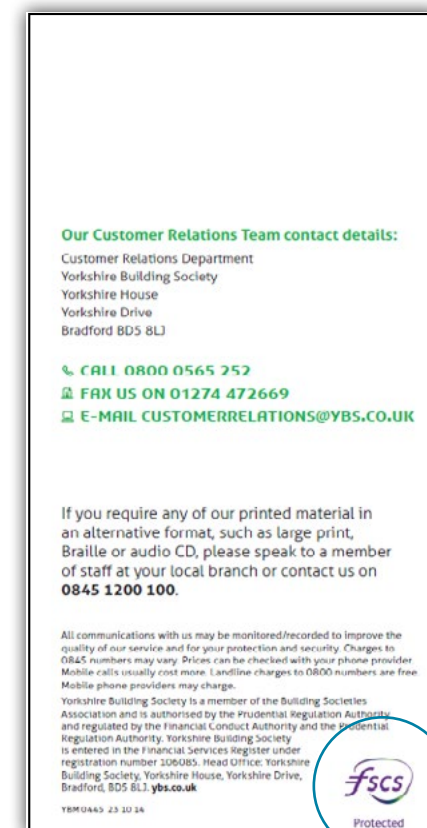 Our Customer Relations Team contact details:
Customer Relations Department
Yorkshire Building Society
Yorkshire House
Yorkshire Drive
Bradford BD5 8LJ
CALL 0800 0565 252
FAX US ON 01274 472669
E-MAIL CUSTOMERRELATIONS@YBS.CO.UK
If you require any of our printed material in
an alternative format, such as large print,
Braille or audio CD, please speak to a member
of staff at your local branch or contact us on
0845 1200 100.
All communications with us may be monitored/recorded to improve the
quality of our service and for your protection and security. Charges to
0845 numbers may vary. Prices can be checked with your phone provider.
Mobile calls usually cost more. Landline charges to 0800 numbers are free.
Mobile phone providers may charge.
Yorkshire Building Society is a member of the Building Societies
Association and is authorised by the Prudential Regulation Authority
and regulated by the Financial Conduct Authority and the Prudential
Regulation Authority. Yorkshire Building Society
is entered in the Financial Services Register under
registration number 106085. Head Office: Yorkshire
Building Society, Yorkshire House, Yorkshire Drive,
Bradford, BD5 8LJ. ybs.co.uk
YBM0445 23 10 14
fscs
Protected